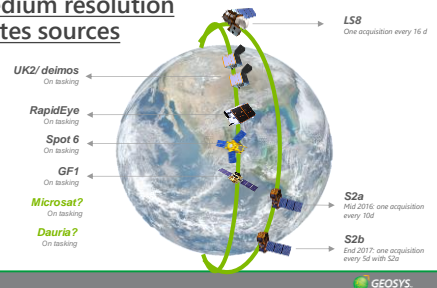 dium resolution
tes sources
LS8
One acquisition every 16 d
UK2/ deimos
On tasking
RapidEye
On tasking
Spot 6
On tasking
GF1
On tasking
Microsat?
On tasking
Dauria?
On tasking
S2a
Mid 2016: one acquisition
every 10d
S2b
End 2017: one acquisition
every 5d with S2a
GEOSYS